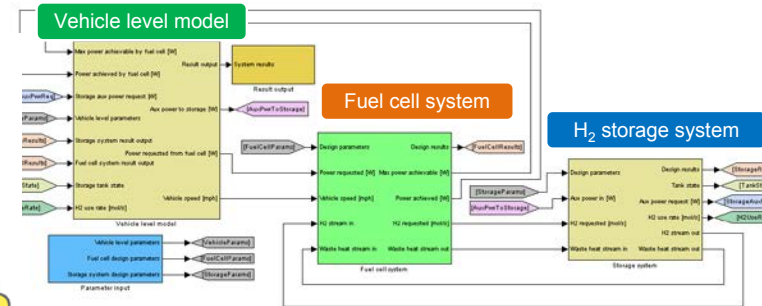 Vehicle level model
Max power achievable by fuel cell [W]
Power achieved by fuel cell [W]
Storage aux power request [W]
Vehicle level parameters
Storage system result output
Fuel cell system result output
Storage tank state
H2 use rate [mol/s]
Result output
Aux power to storage [W]
Power requested from fuel cell [W]
Vehicle speed [mph]
Vehicle level model
System results
Result output
[AuxPwrToStorage]
Fuel cell system
[FuelCellParams]
Design parameters
Power requested [W]
Vehicle speed [mph]
H2 stream in
Waste heat stream in
Design results
Max power achievable [W]
Power achieved [W]
H2 requested [mol/s]
Waste heat stream out
Fuel cell system
[FuelCellResults]
H2 storage system
[StorageParams]
[AuxPwrToStorage]
Design parameters
Aux power in [W]
H2 requested [mol/s]
Waste heat stream in
Design results
Tank state
Aux power request [W]
H2 use rate [mol/s]
H2 stream out
Waste heat stream out
Storage system
Vehicle level parameters
Fuel cell design parameters
Storage system design parameters
Parameter input
[VehicleParams]
[FuelCellParams]
[StorageParams]